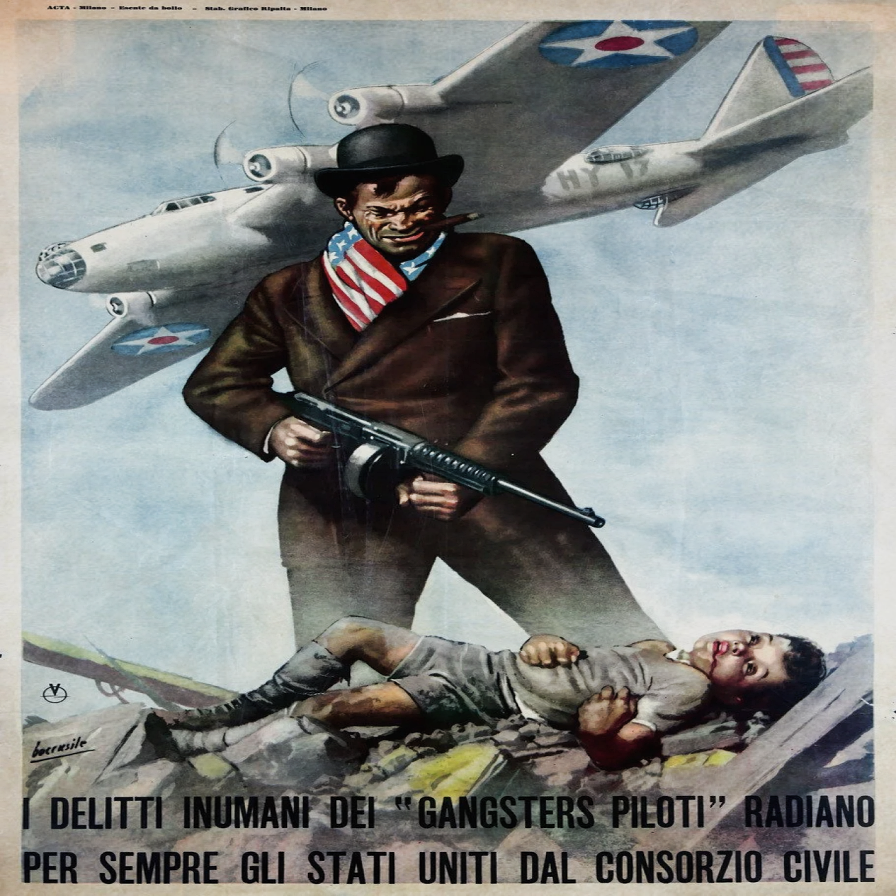 ACTA - Milano - Esente da bollo - Stab. Grafico Ripalta - Milano
HY 17
boccasile
I DELITTI INUMANI DEI "GANGSTERS PILOTI" RADIANO
PER SEMPRE GLI STATI UNITI DAL CONSORZIO CIVILE